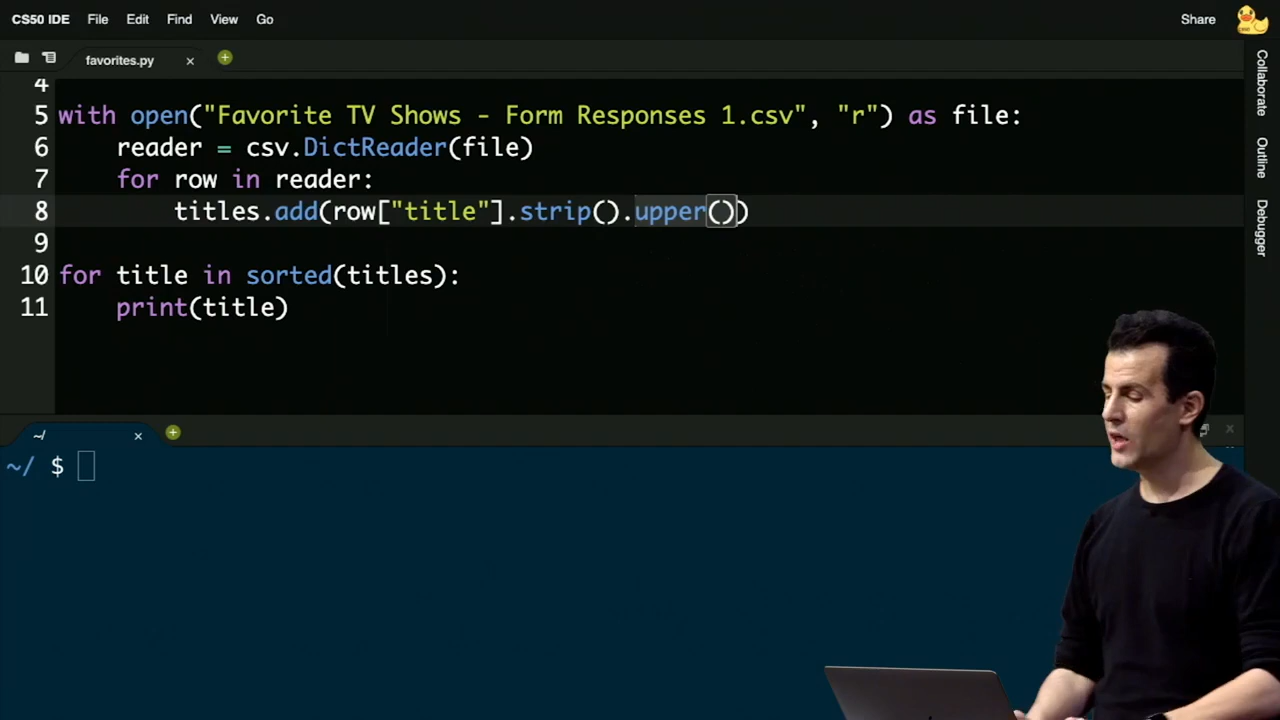 CS50 IDE File Edit Find View Go Share
favorites.py
4
5 with open("Favorite TV Shows - Form Responses 1.csv", "r") as file:
6 reader = csv.DictReader(file)
7 for row in reader:
8 titles.add(row["title"].strip().upper())
9
10 for title in sorted(titles):
11 print(title)
~/
~/ $
Collaborate
Outline
Debugger